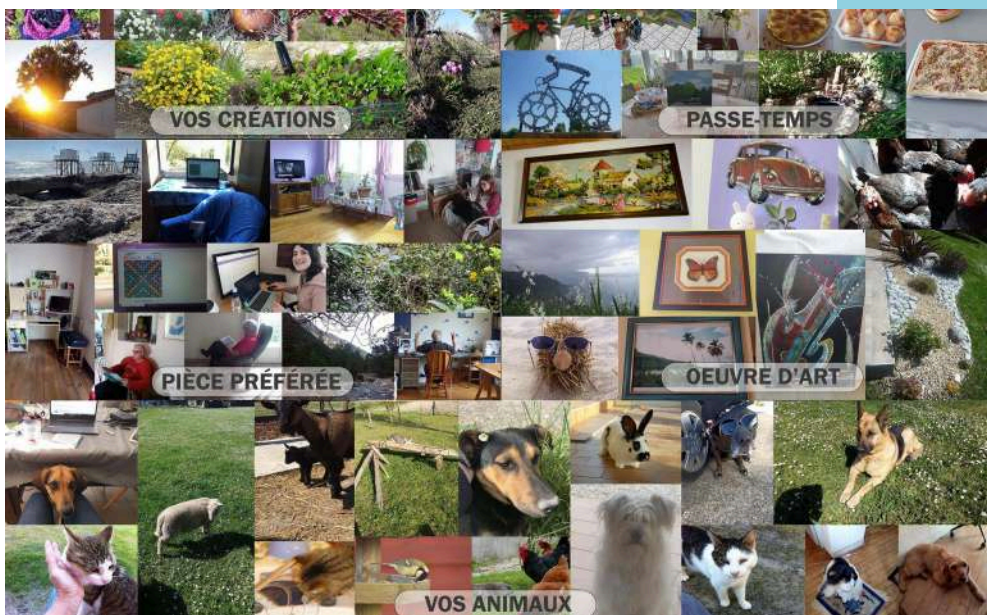 VOS CRÉATIONS
PASSE-TEMPS
PIÈCE PRÉFÉRÉE
OEUVRE D'ART
VOS ANIMAUX